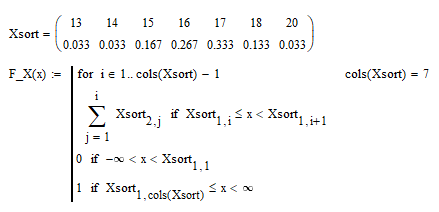 Xsort = ( 13 14 15 16 17 18 20
0.033 0.033 0.167 0.267 0.333 0.133 0.033 )
F_X(x) := | for i ∈ 1 .. cols(Xsort) − 1 cols(Xsort) = 7
∑_{j = 1}^{i} Xsort_{2,j} if Xsort_{1,i} ≤ x < Xsort_{1,i+1}
0 if −∞ < x < Xsort_{1,1}
1 if Xsort_{1,cols(Xsort)} ≤ x < ∞